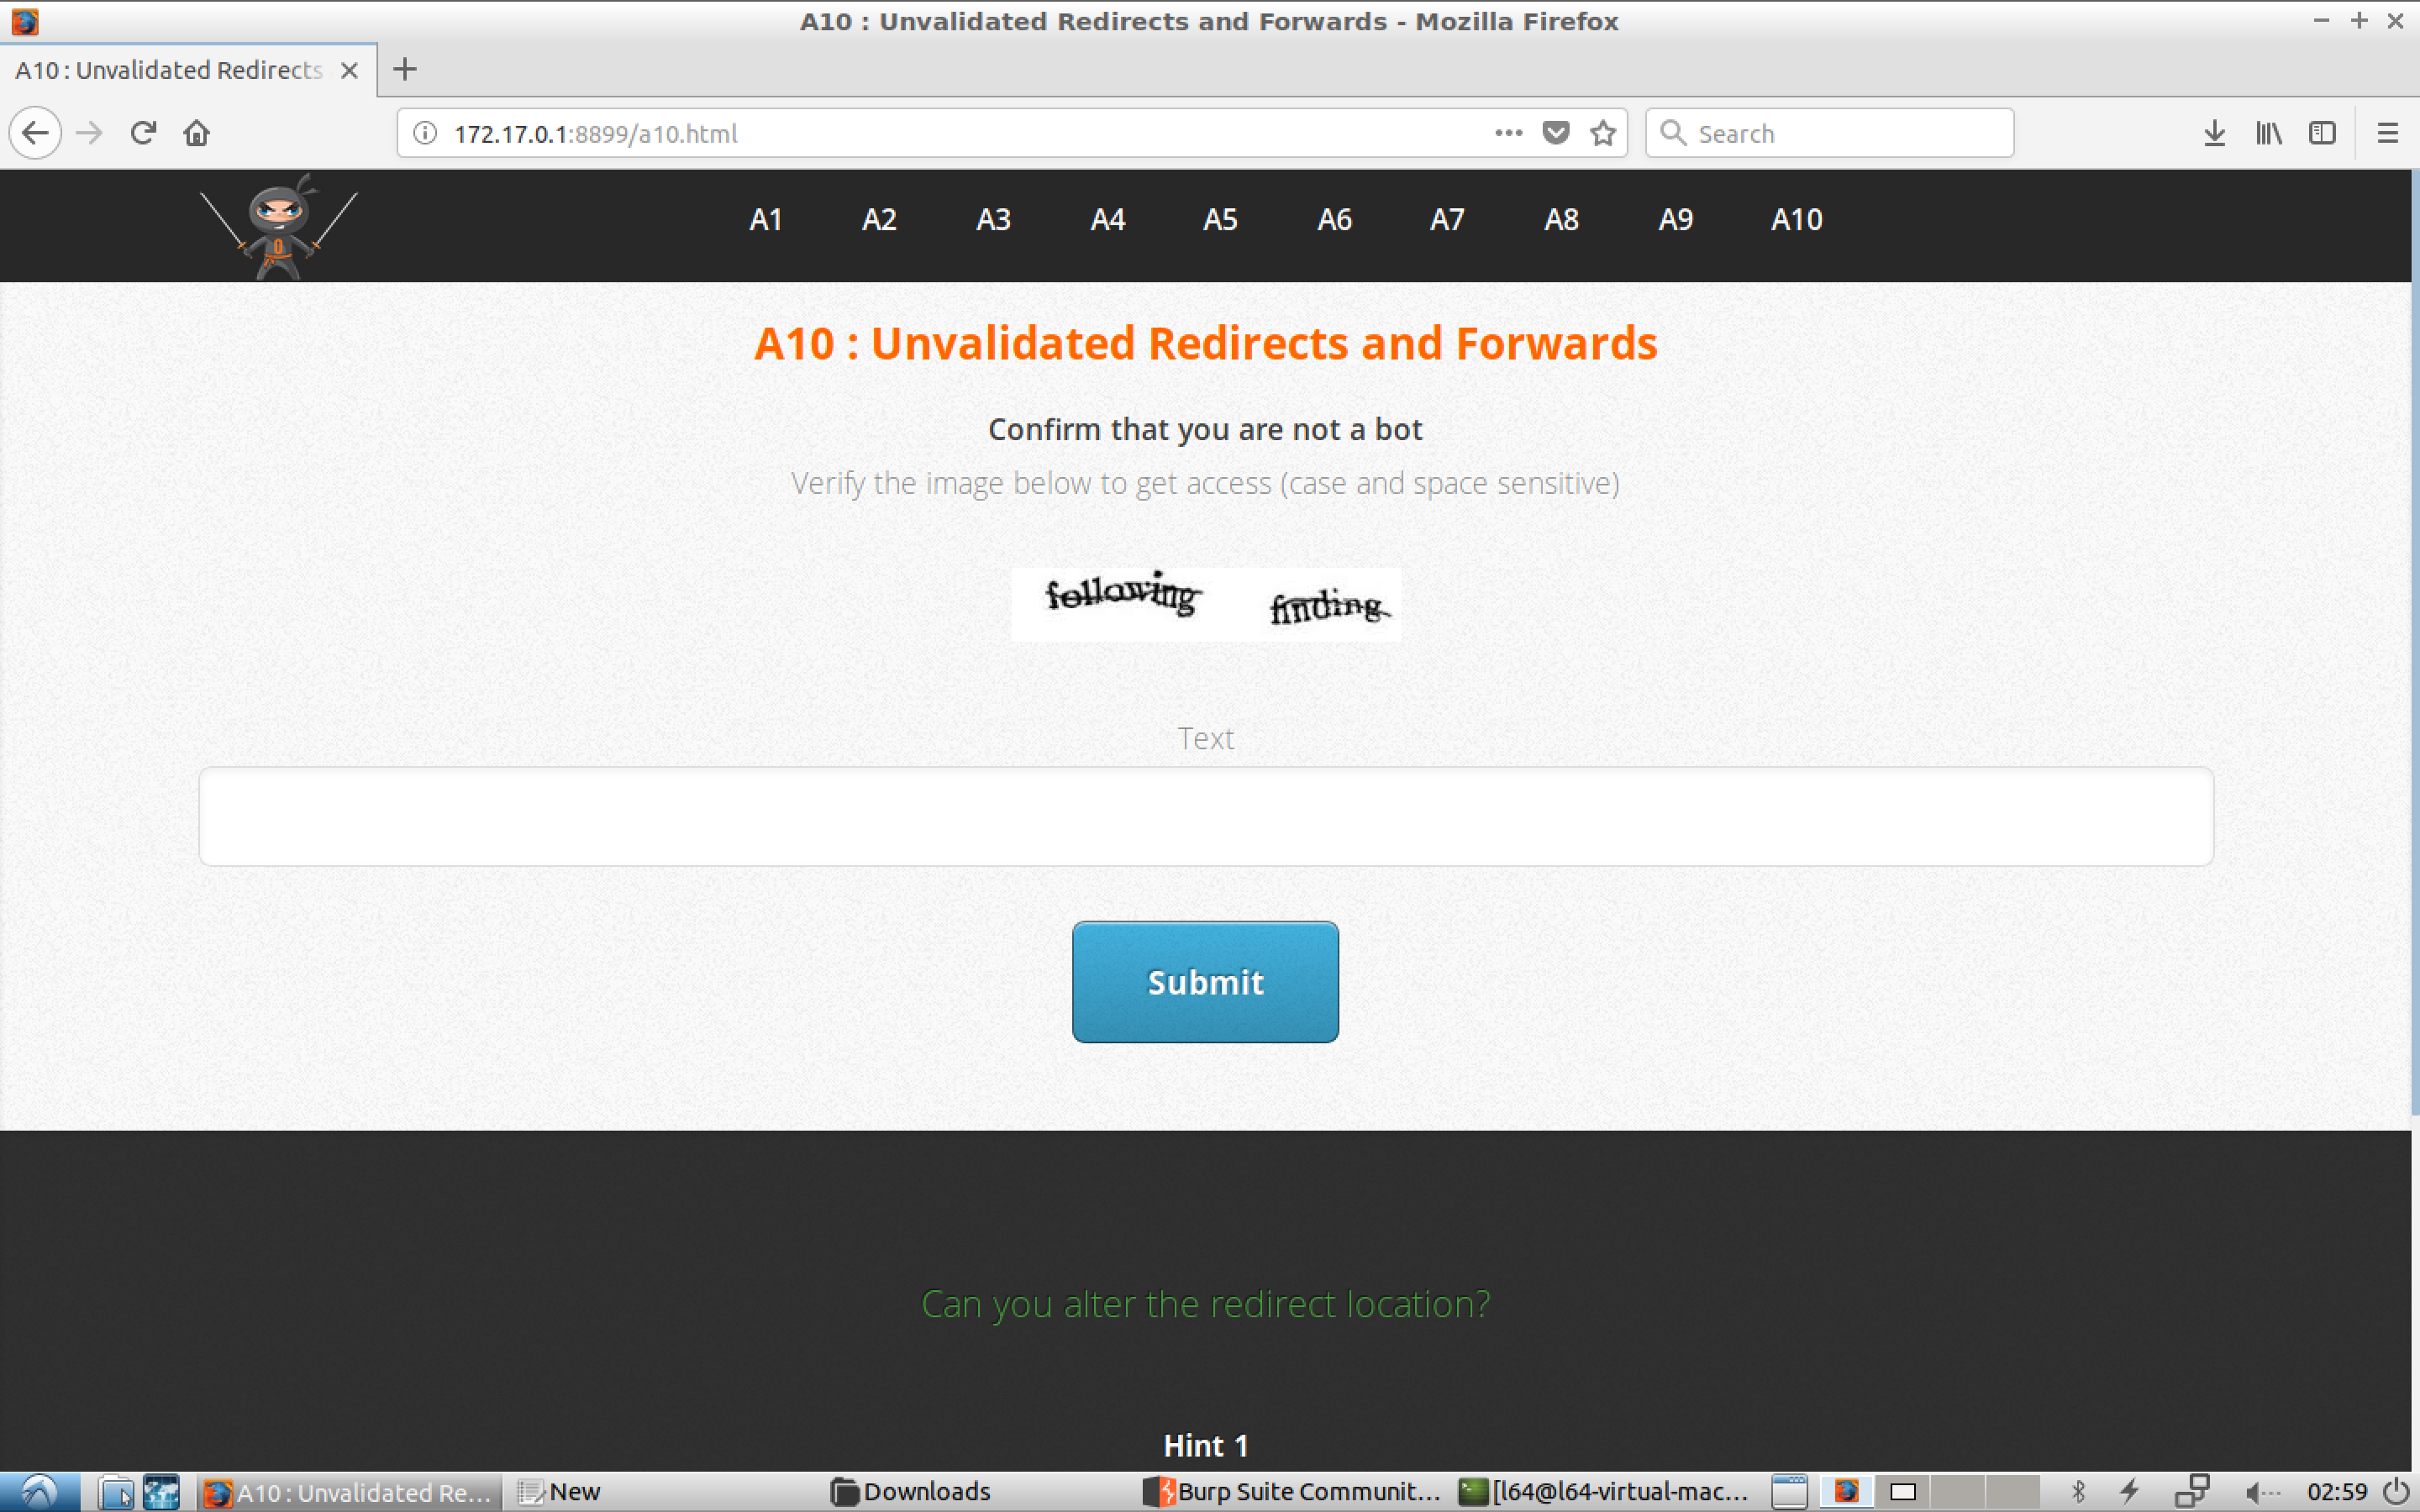 A10 : Unvalidated Redirects and Forwards - Mozilla Firefox
A10 : Unvalidated Redirects
172.17.0.1:8899/a10.html
Search
A1 A2 A3 A4 A5 A6 A7 A8 A9 A10
A10 : Unvalidated Redirects and Forwards
Confirm that you are not a bot
Verify the image below to get access (case and space sensitive)
following finding
Text
Submit
Can you alter the redirect location?
Hint 1
A10 : Unvalidated Re... New Downloads Burp Suite Communit... [l64@l64-virtual-mac... 02:59